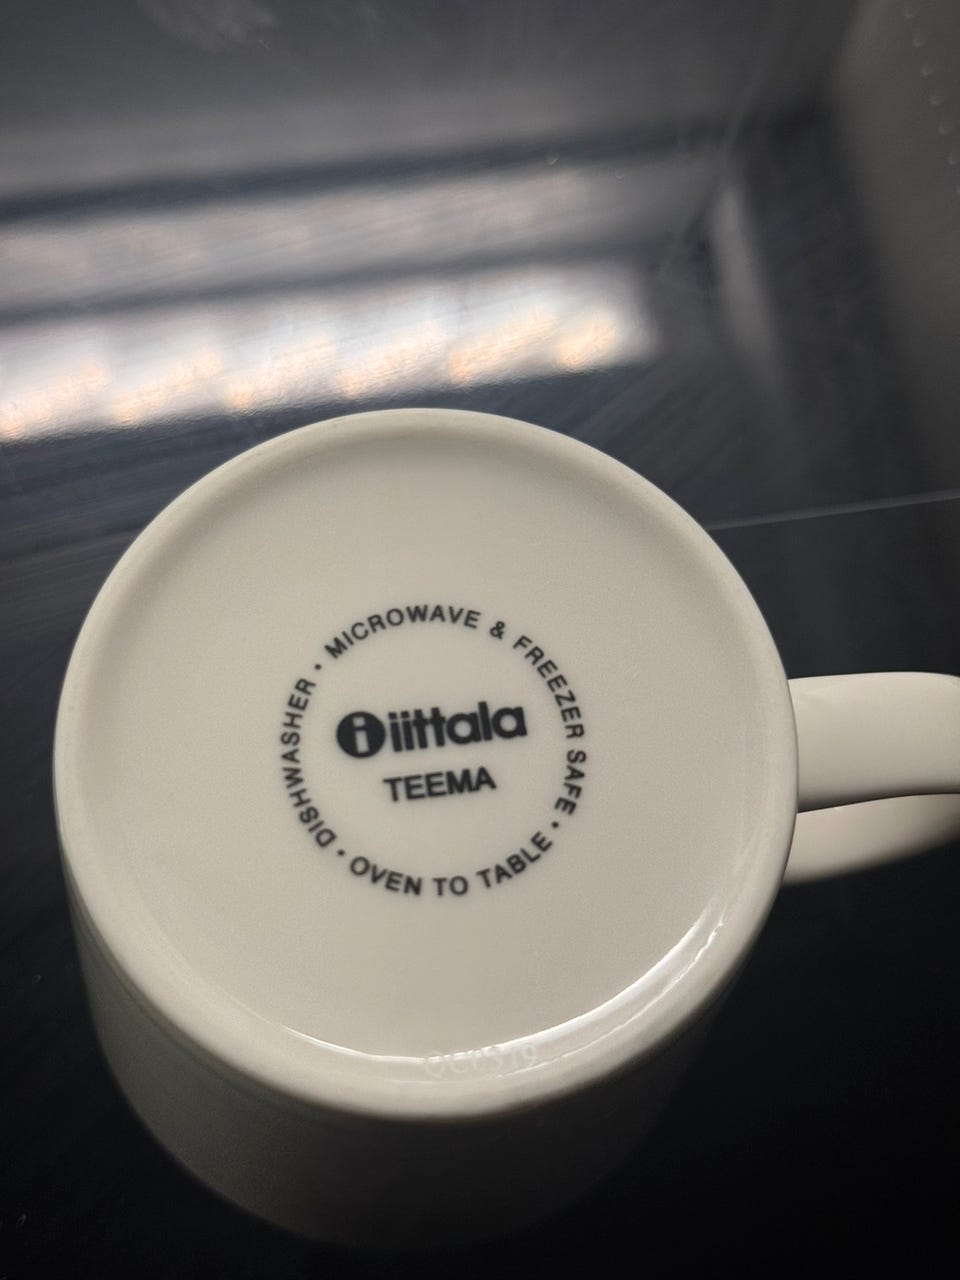 MICROWAVE & FREEZER SAFE • OVEN TO TABLE • DISHWASHER •
iittala
TEEMA